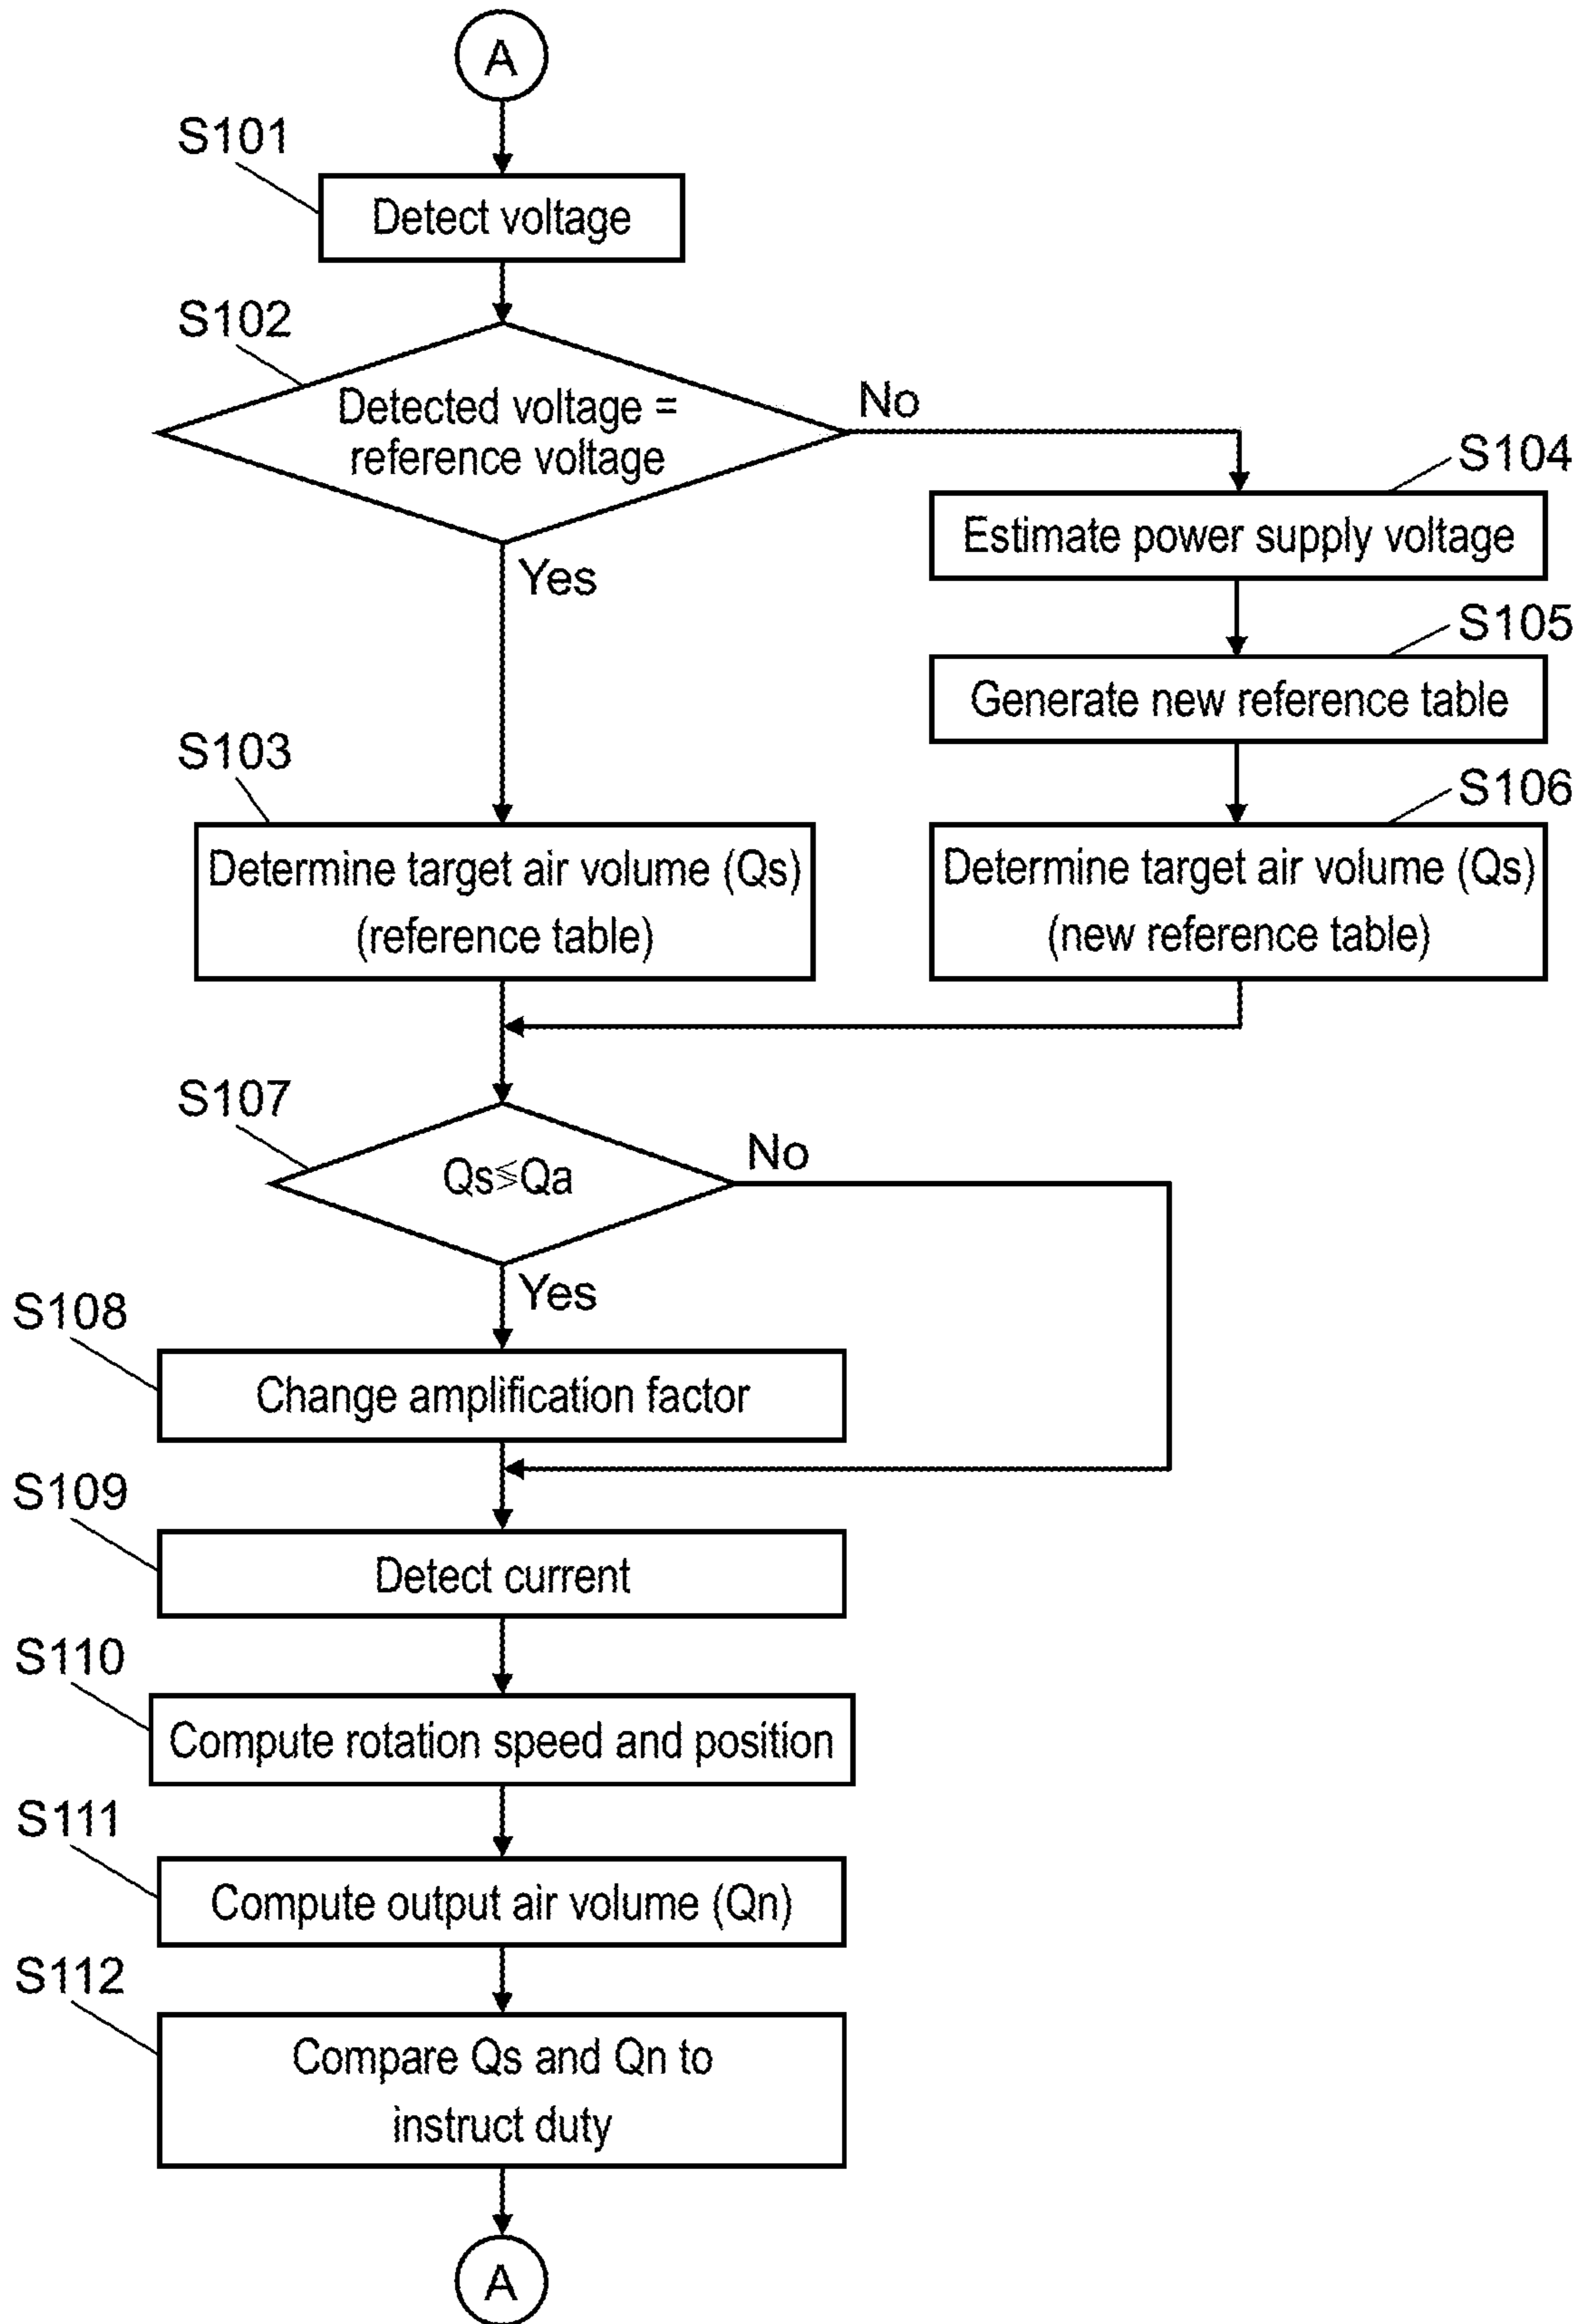 A
S101
Detect voltage
S102
Detected voltage =
reference voltage
No
Yes
S104
Estimate power supply voltage
S105
Generate new reference table
S103
Determine target air volume (Qs)
(reference table)
S106
Determine target air volume (Qs)
(new reference table)
S107
Qs≦Qa
No
Yes
S108
Change amplification factor
S109
Detect current
S110
Compute rotation speed and position
S111
Compute output air volume (Qn)
S112
Compare Qs and Qn to
instruct duty
A